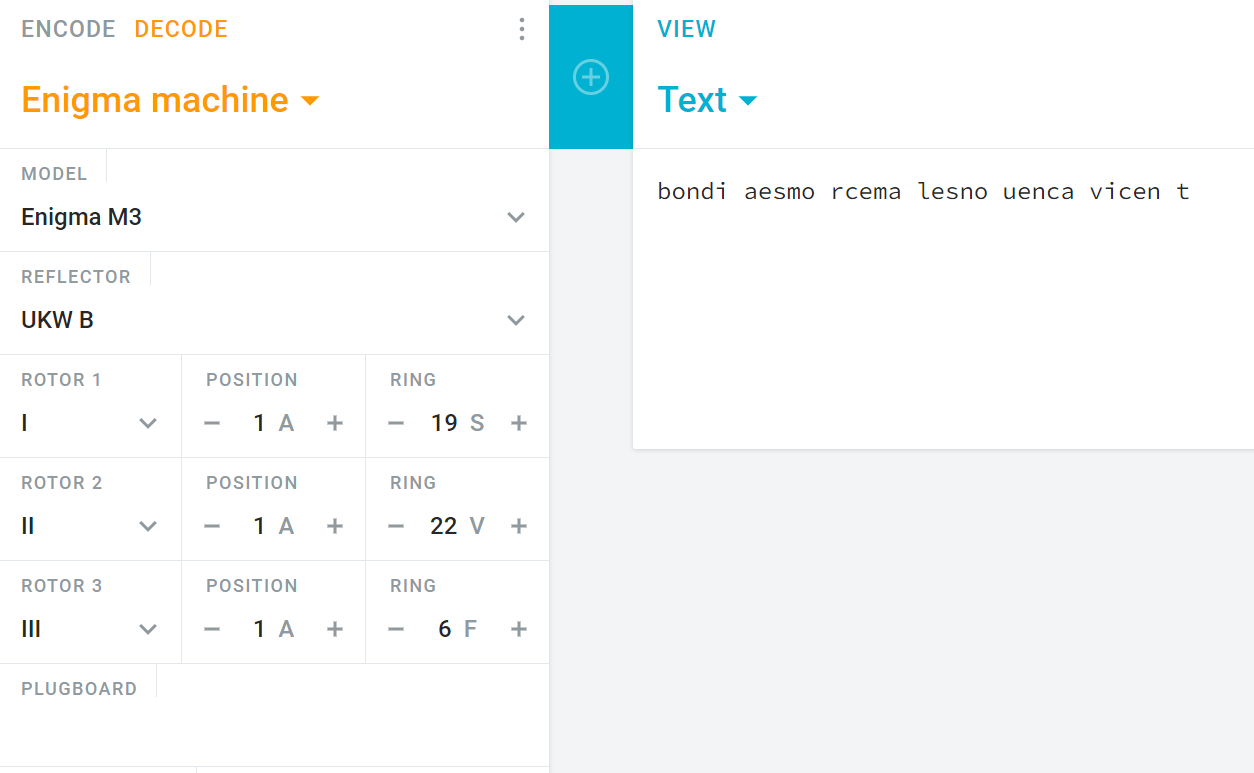 ENCODE DECODE
VIEW
Enigma machine
Text
MODEL
Enigma M3
bondi aesmo rcema lesno uenca vicen t
REFLECTOR
UKW B
ROTOR 1 POSITION RING
I 1 A 19 S
ROTOR 2 POSITION RING
II 1 A 22 V
ROTOR 3 POSITION RING
III 1 A 6 F
PLUGBOARD